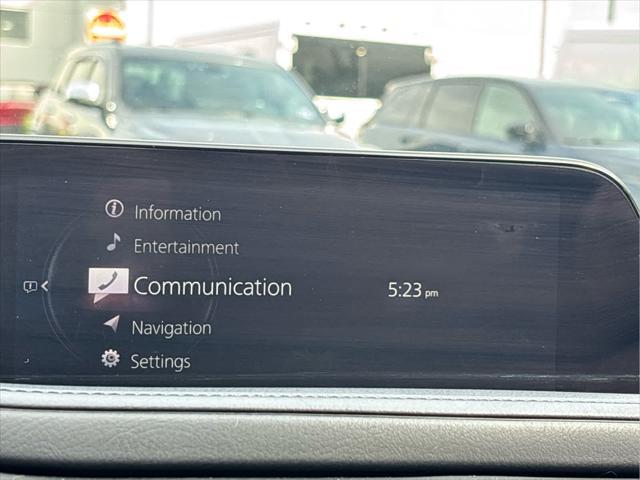 Information
Entertainment
Communication
5:23 pm
Navigation
Settings